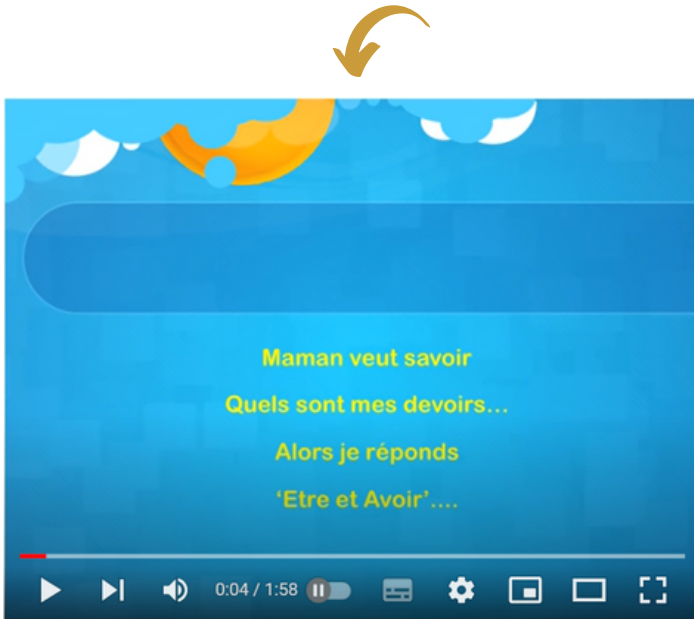 Maman veut savoir
Quels sont mes devoirs...
Alors je réponds
‘Etre et Avoir’....
0:04 / 1:58